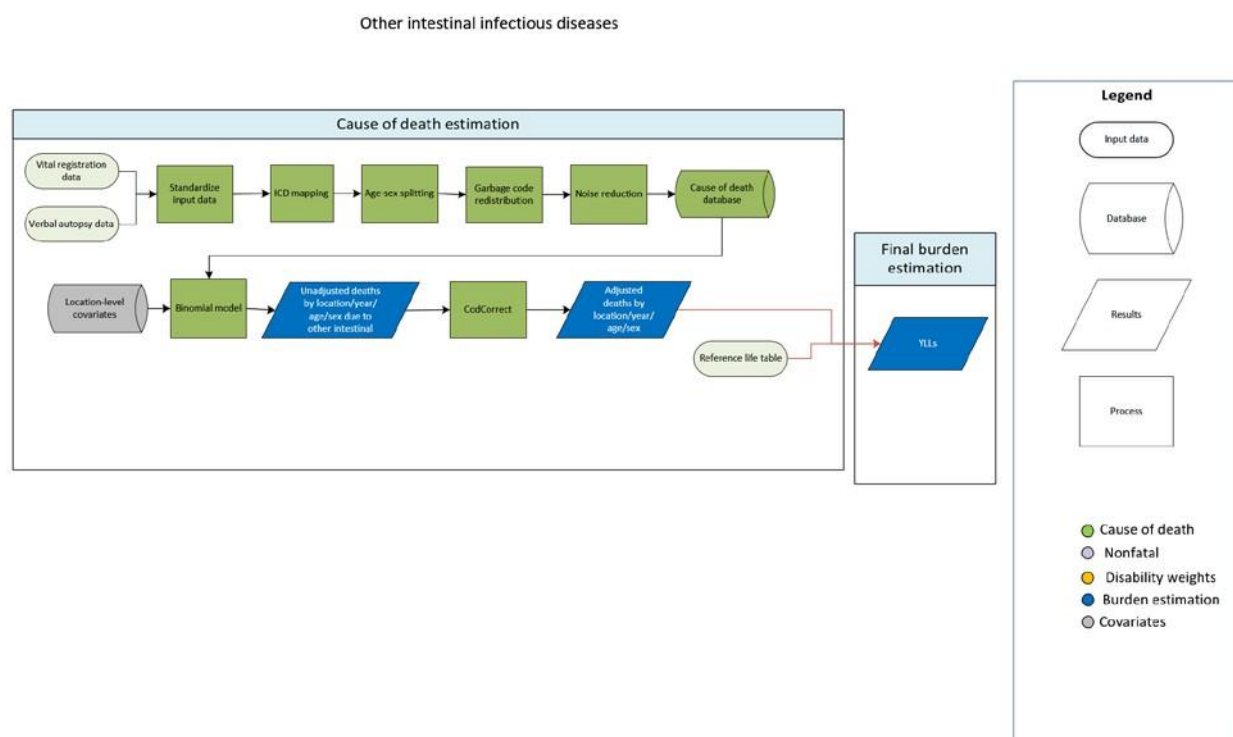 Other intestinal infectious diseases
Cause of death estimation
Vital registration
data
Verbal autopsy data
Standardize
input data
ICD mapping
Age-sex splitting
Garbage code
redistribution
Noise reduction
Cause of death
database
Location-level
covariates
Binomial model
Unadjusted deaths
by location/year/
age/sex due to
other intestinal
CodCorrect
Adjusted
deaths by
location/year/
age/sex
Reference life table
Final burden
estimation
YLLs
Legend
Input data
Database
Results
Process
Cause of death
Nonfatal
Disability weights
Burden estimation
Covariates